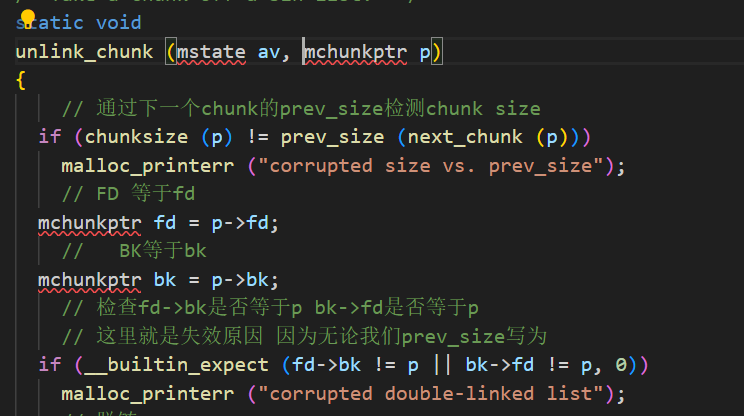 static void
unlink_chunk (mstate av, mchunkptr p)
{
// 通过下一个chunk的prev_size检测chunk size
if (chunksize (p) != prev_size (next_chunk (p)))
malloc_printerr ("corrupted size vs. prev_size");
// FD 等于fd
mchunkptr fd = p->fd;
//   BK等于bk
mchunkptr bk = p->bk;
// 检查fd->bk是否等于p bk->fd是否等于p
// 这里就是失效原因 因为无论我们prev_size写为
if (__builtin_expect (fd->bk != p || bk->fd != p, 0))
malloc_printerr ("corrupted double-linked list");